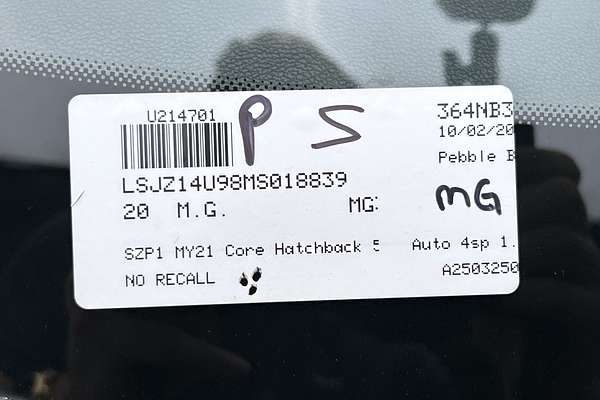 U214701
P S
364NB3
10/02/20
Pebble B
LSJZ14U98MS018839
20 M.G. MG
MG
SZP1 MY21 Core Hatchback 5 Auto 4sp 1.
NO RECALL
A2503250